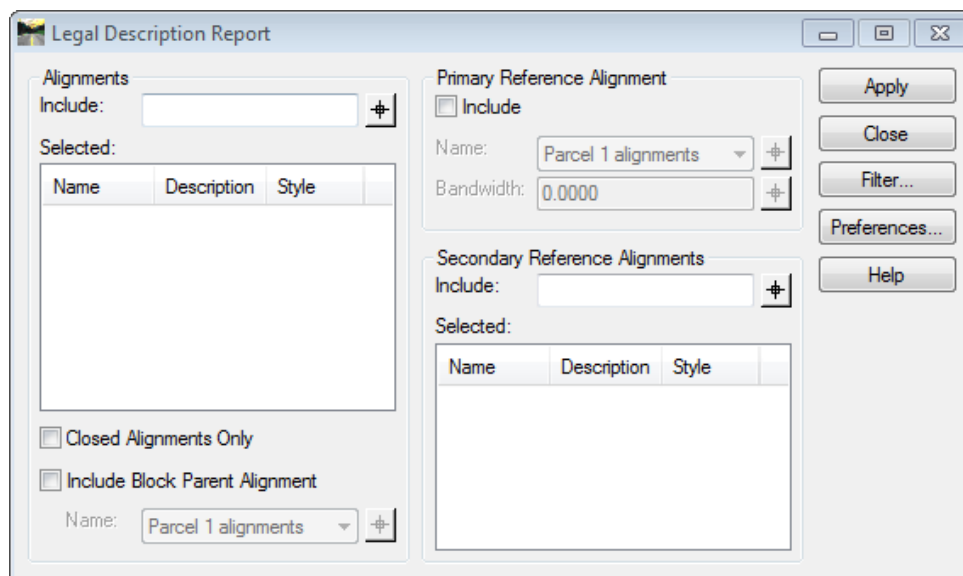 Legal Description Report
Alignments
Include:
Selected:
Name Description Style
Closed Alignments Only
Include Block Parent Alignment
Name: Parcel 1 alignments
Primary Reference Alignment
Include
Name: Parcel 1 alignments
Bandwidth: 0.0000
Secondary Reference Alignments
Include:
Selected:
Name Description Style
Apply
Close
Filter...
Preferences...
Help